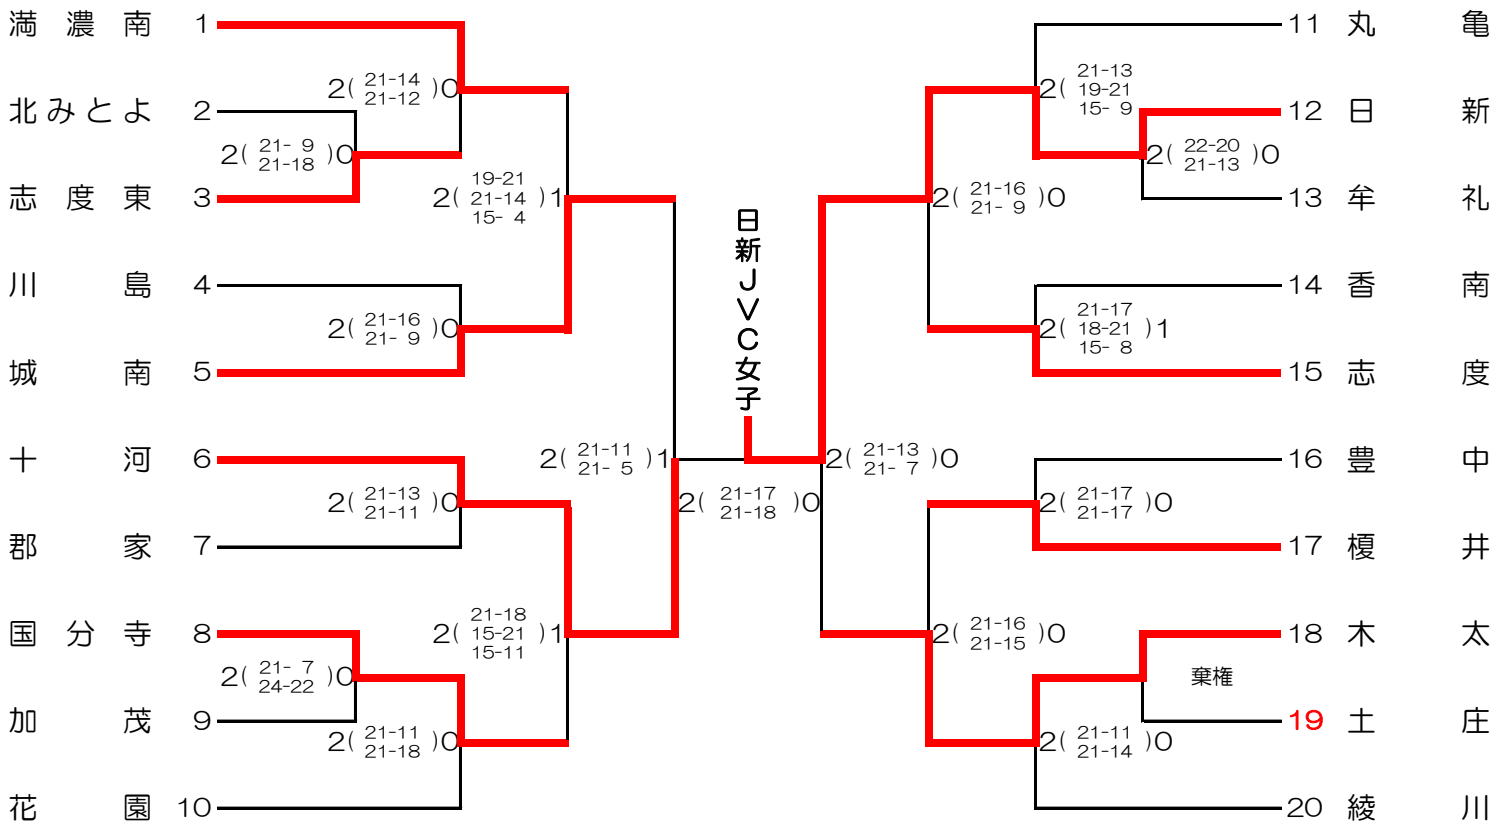 満濃南 1
2( 21-14 21-12 )0
北みとよ 2
2( 21- 9 21-18 )0
志度東 3
2( 19-21 21-14 15- 4 )1
川島 4
2( 21-16 21- 9 )0
城南 5
十河 6
2( 21-11 21- 5 )1
2( 21-13 21-11 )0
郡家 7
2( 21-18 15-21 15-11 )1
国分寺 8
2( 21- 7 24-22 )0
加茂 9
2( 21-11 21-18 )0
花園 10
日新JVC女子
2( 21-17 21-18 )0
11 丸亀
2( 21-13 19-21 15- 9
12 日新
2( 22-20 21-13 )0
13 牟礼
2( 21-16 21- 9 )0
14 香南
2( 21-17 18-21 15- 8 )1
15 志度
2( 21-13 21- 7 )0
16 豊中
2( 21-17 21-17 )0
17 榎井
2( 21-16 21-15 )0
18 木太
棄権
19 土庄
2( 21-11 21-14 )0
20 綾川